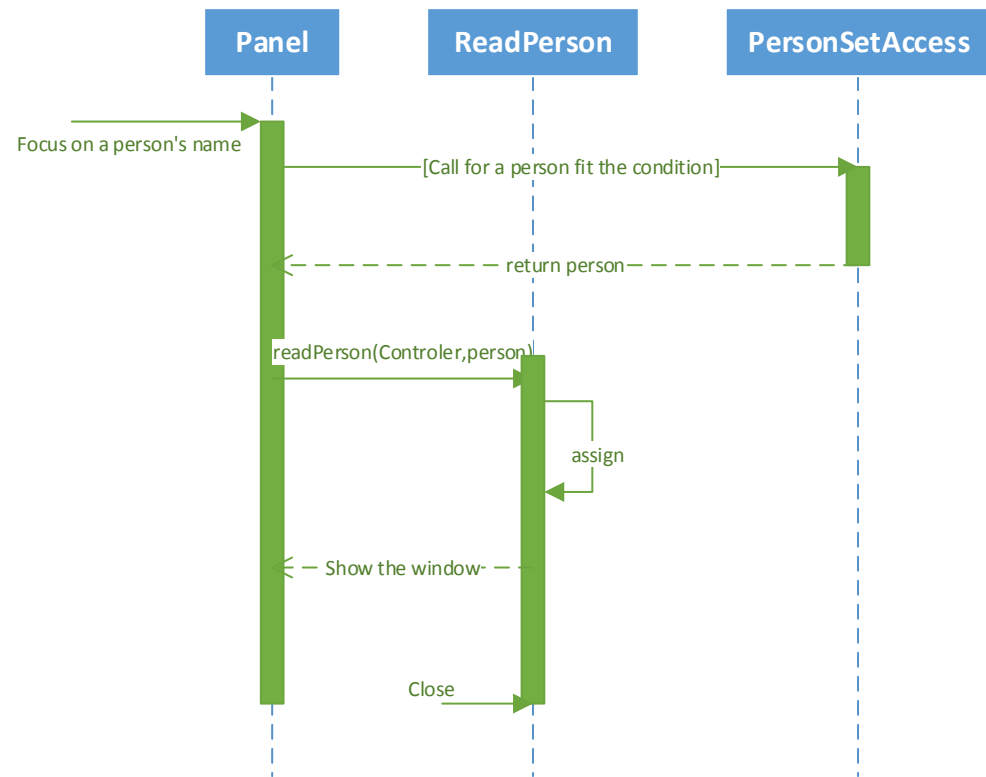 Panel
ReadPerson
PersonSetAccess
Focus on a person's name
[Call for a person fit the condition]
return person
readPerson(Controler,person)
assign
Show the window
Close